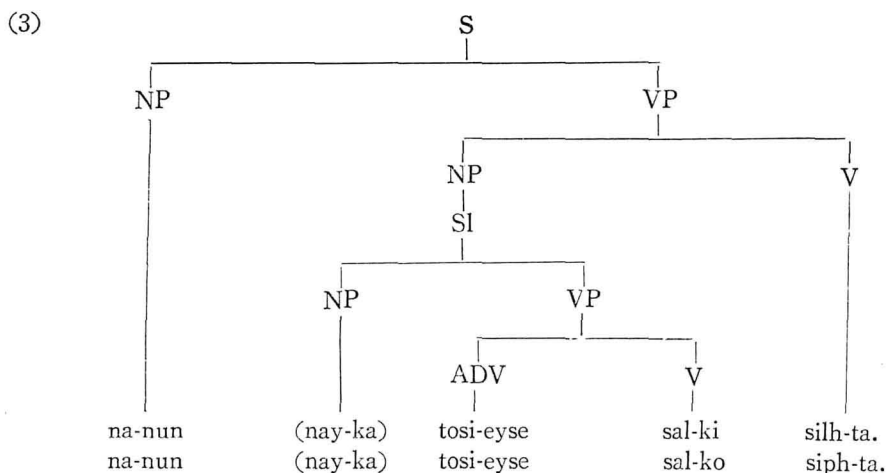 (3)
S
NP VP
NP V
Sl
NP VP
ADV V
na-nun (nay-ka) tosi-eyse sal-ki silh-ta.
na-nun (nay-ka) tosi-eyse sal-ko siph-ta.